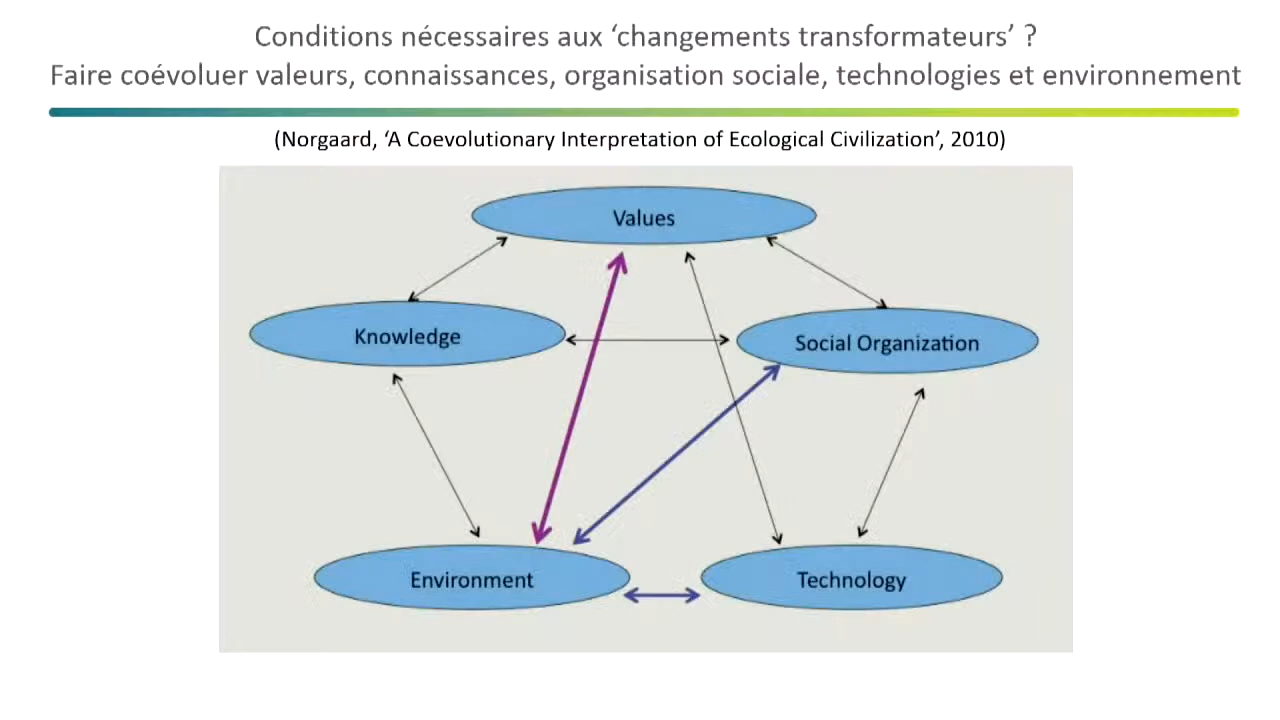 Conditions nécessaires aux ‘changements transformateurs’ ?
Faire coévoluer valeurs, connaissances, organisation sociale, technologies et environnement
(Norgaard, ‘A Coevolutionary Interpretation of Ecological Civilization’, 2010)
Values
Knowledge
Social Organization
Environment
Technology